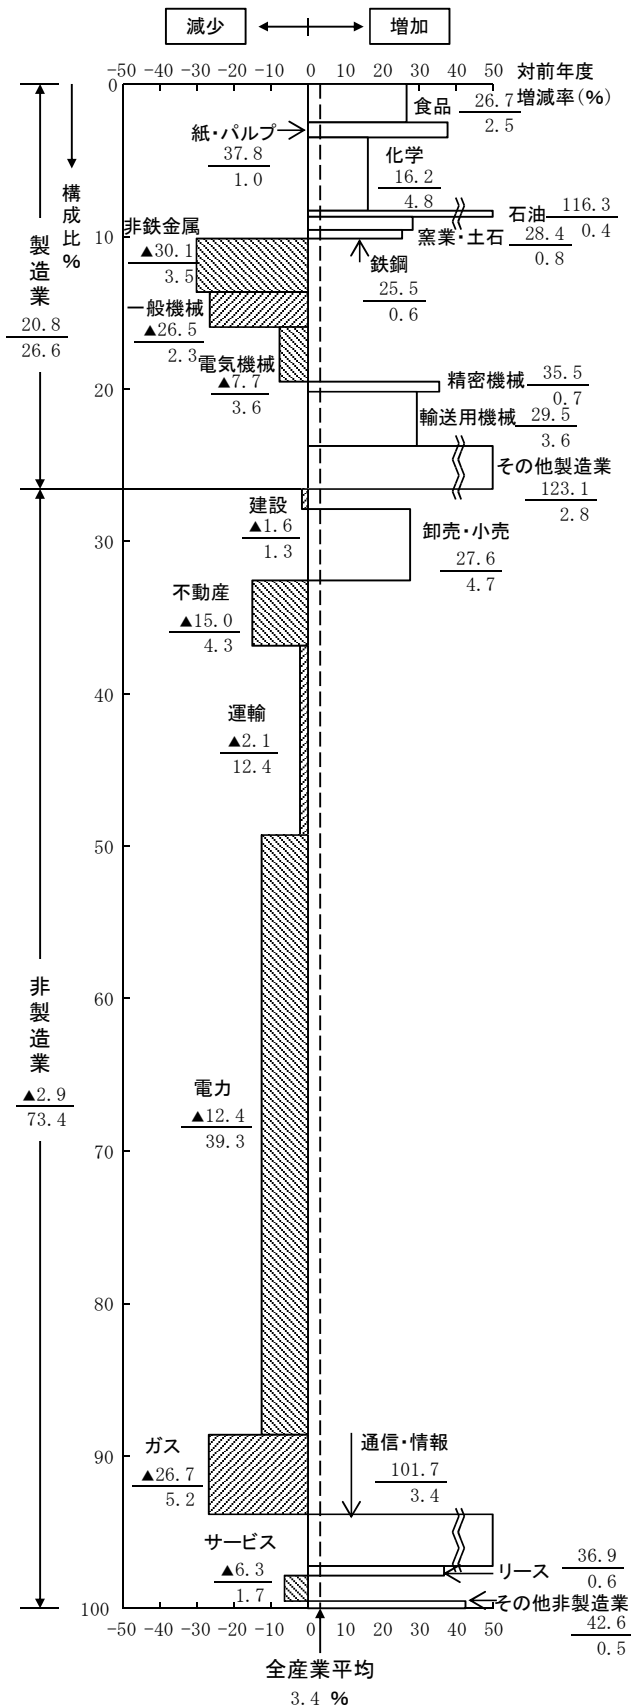 減少
増加
-50 -40 -30 -20 -10 0 10 20 30 40 50
対前年度
増減率(%)
0
構成比%
食品
26.7
2.5
紙・パルプ
37.8
1.0
化学
16.2
4.8
石油
116.3
0.4
窯業・土石
28.4
0.8
10
非鉄金属
▲30.1
3.5
鉄鋼
25.5
0.6
製造業
20.8
26.6
一般機械
▲26.5
2.3
電気機械
▲7.7
3.6
20
精密機械
35.5
0.7
輸送用機械
29.5
3.6
その他製造業
123.1
2.8
建設
▲1.6
1.3
30
卸売・小売
27.6
4.7
不動産
▲15.0
4.3
40
運輸
▲2.1
12.4
50
60
非製造業
▲2.9
73.4
電力
▲12.4
39.3
70
80
90
ガス
▲26.7
5.2
通信・情報
101.7
3.4
サービス
▲6.3
1.7
リース
36.9
0.6
その他非製造業
42.6
0.5
100
-50 -40 -30 -20 -10 0 10 20 30 40 50
全産業平均
3.4 %